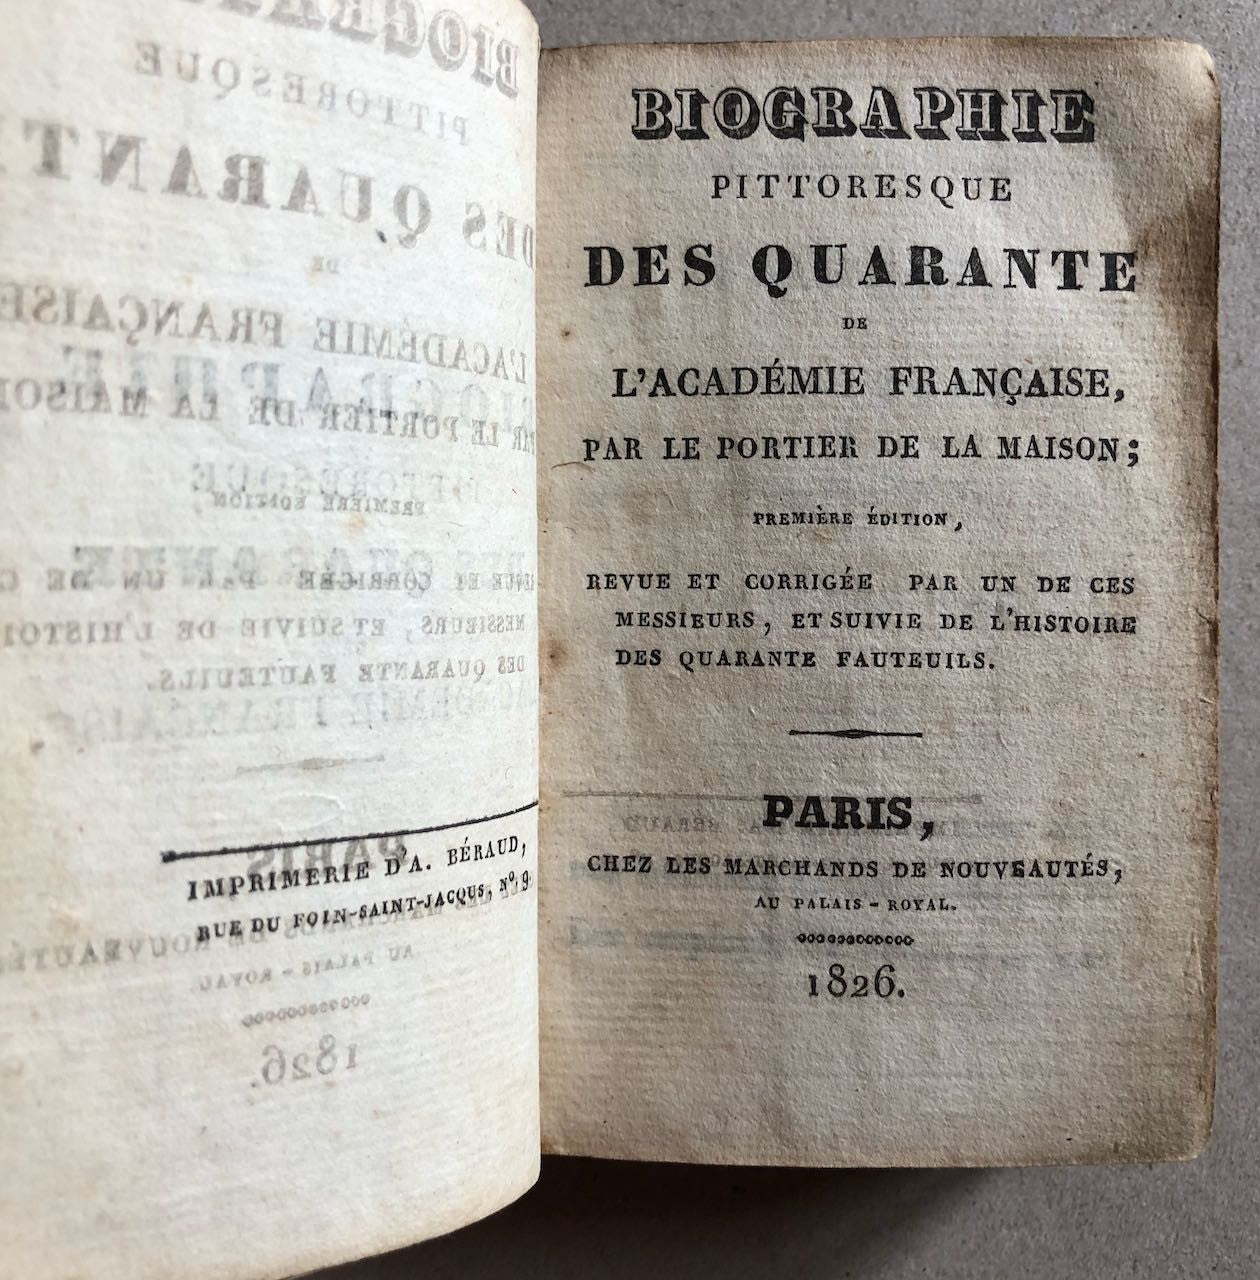 IMPRIMERIE D'A. BÉRAUD,
RUE DU FOIN-SAINT-JACQUS, Nº 9
BIOGRAPHIE
PITTORESQUE
DES QUARANTE
DE
L'ACADÉMIE FRANÇAISE,
PAR LE PORTIER DE LA MAISON;
PREMIÈRE ÉDITION,
REVUE ET CORRIGÉE PAR UN DE CES
MESSIEURS, ET SUIVIE DE L'HISTOIRE
DES QUARANTE FAUTEUILS.
PARIS,
CHEZ LES MARCHANDS DE NOUVEAUTÉS,
AU PALAIS-ROYAL.
1826.